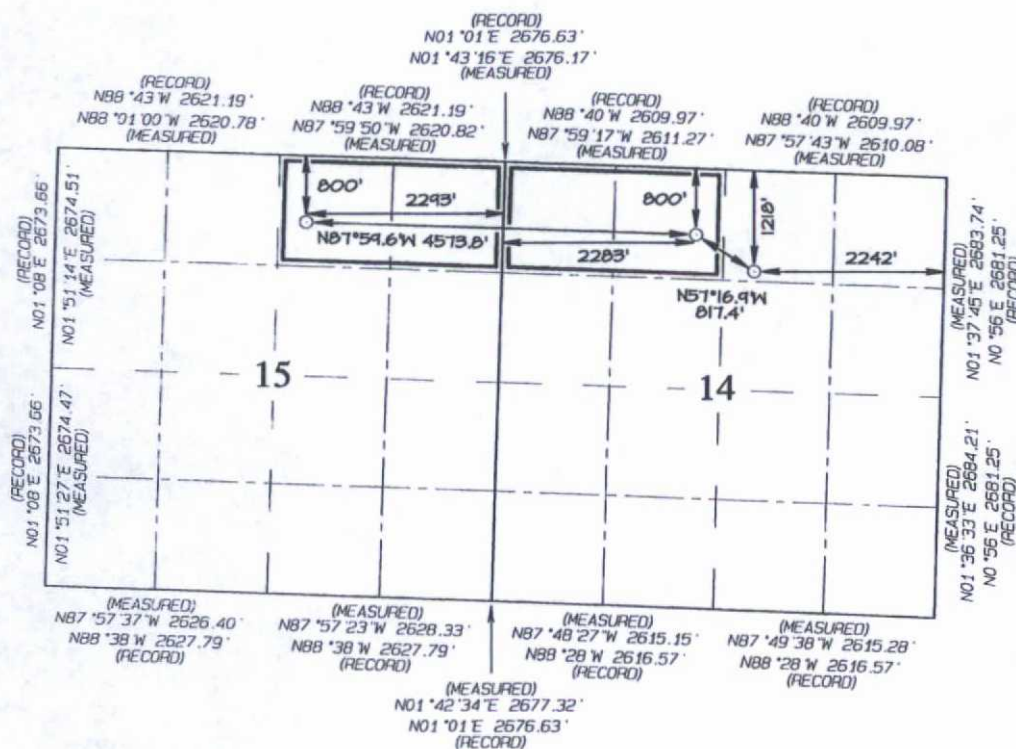 (RECORD)
N01°01'E 2676.63'
N01°43'16"E 2676.17'
(MEASURED)
(RECORD)
N88°43'W 2621.19'
N88°01'09"W 2620.78'
(MEASURED)
(RECORD)
N88°43'W 2621.19'
N87°59'50"W 2620.82'
(MEASURED)
(RECORD)
N88°40'W 2609.97'
N87°59'17"W 2611.27'
(MEASURED)
(RECORD)
N88°40'W 2609.97'
N87°57'43"W 2610.08'
(MEASURED)
800'
2293'
N87°59.6'W 4573.8'
800'
2283'
1218'
2242'
N57°16.9'W
817.4'
(RECORD)
N01°08'E 2673.66'
N01°51'14"E 2674.51'
(MEASURED)
(MEASURED)
N01°37'45"E 2683.74'
N0°56'E 2681.25'
(RECORD)
15
14
(RECORD)
N01°08'E 2673.66'
N01°51'27"E 2674.47'
(MEASURED)
(MEASURED)
N01°36'33"E 2684.21'
N0°56'E 2681.25'
(RECORD)
(MEASURED)
N87°57'37"W 2626.40'
N88°38'W 2627.79'
(RECORD)
(MEASURED)
N87°57'23"W 2628.33'
N88°38'W 2627.79'
(RECORD)
(MEASURED)
N87°48'27"W 2615.15'
N88°28'W 2616.57'
(RECORD)
(MEASURED)
N87°49'38"W 2615.28'
N88°28'W 2616.57'
(RECORD)
(MEASURED)
N01°42'34"E 2677.32'
N01°01'E 2676.63'
(RECORD)